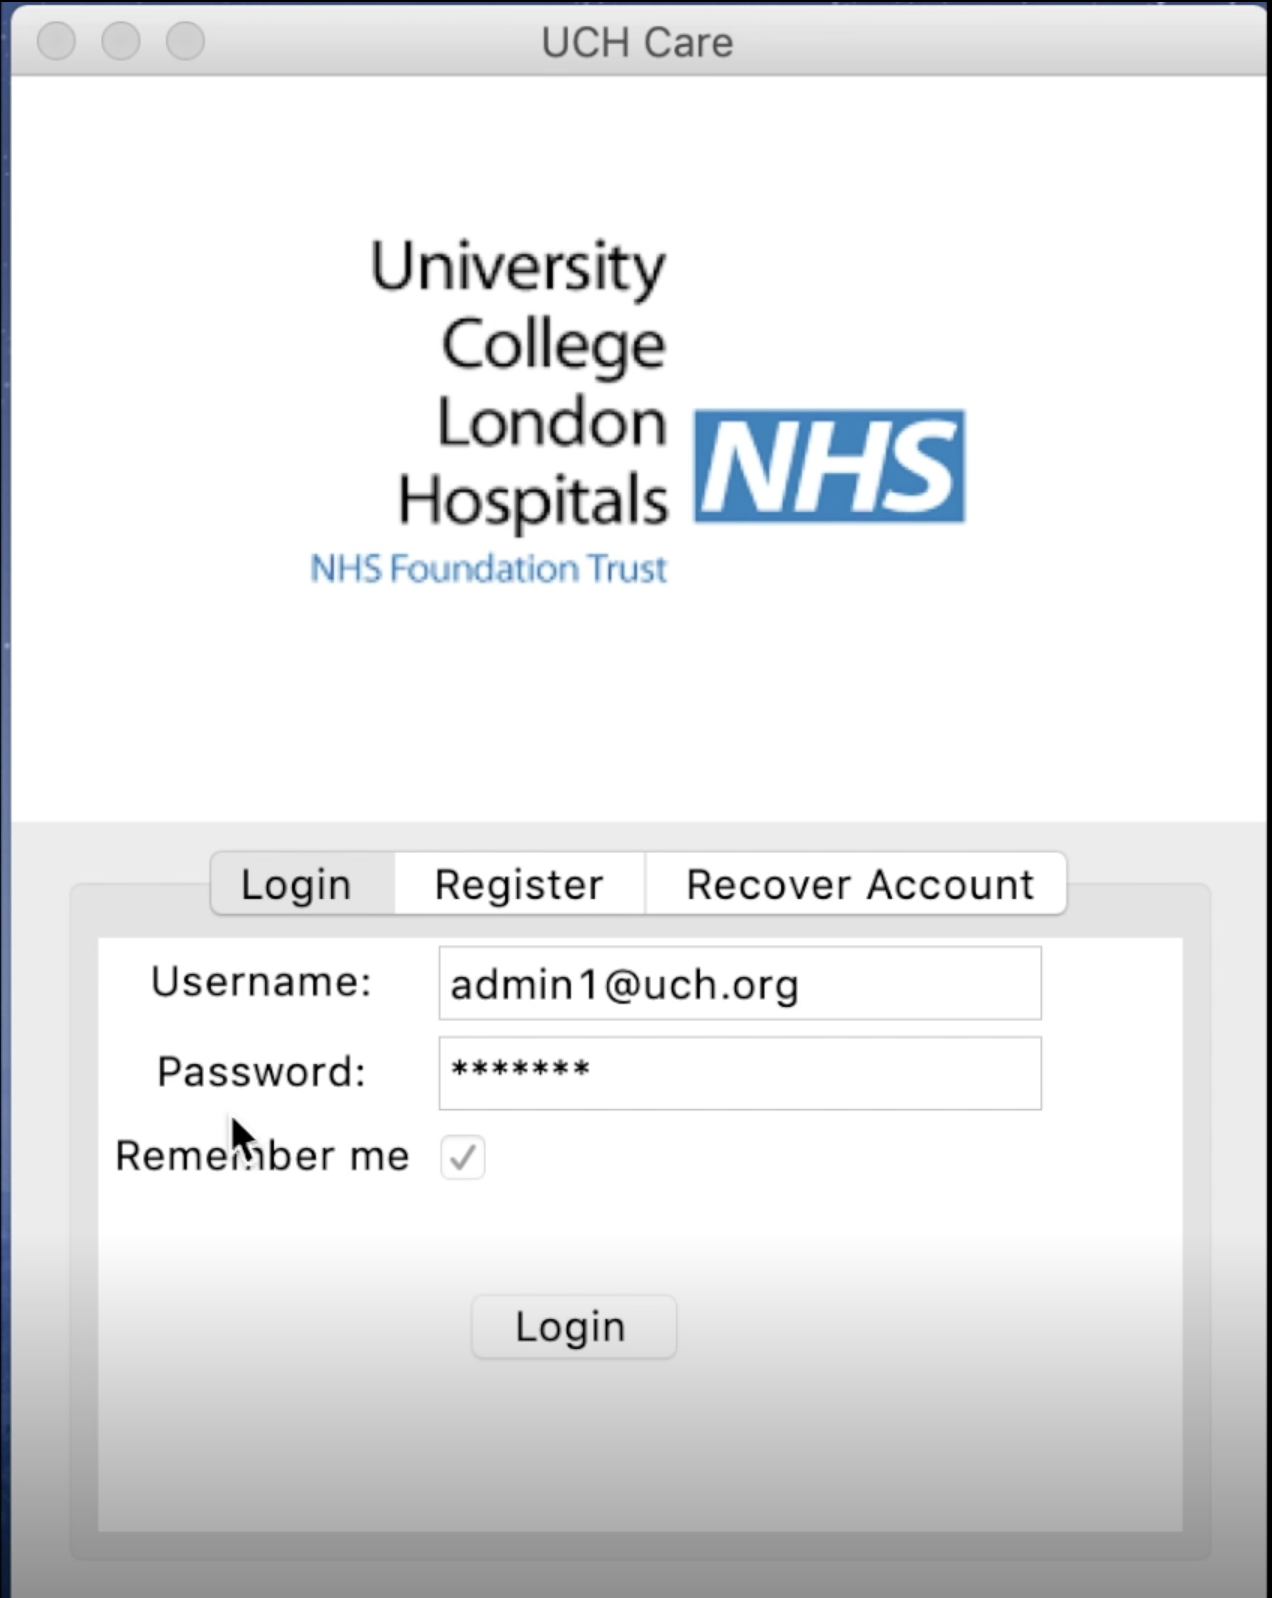 UCH Care
University
College
London
Hospitals
NHS
NHS Foundation Trust
Login
Register
Recover Account
Username:
admin1@uch.org
Password:
*******
Remember me
Login